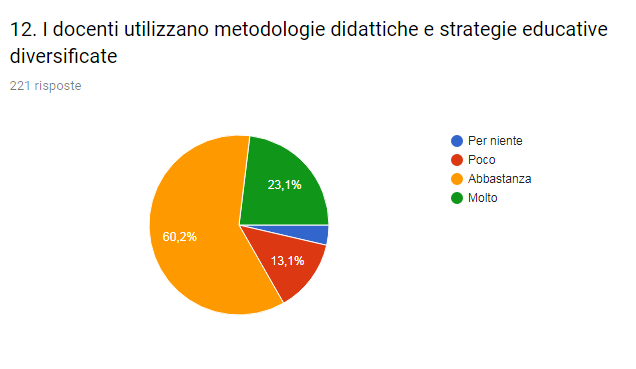 12. I docenti utilizzano metodologie didattiche e strategie educative
diversificate
221 risposte
Per niente
Poco
Abbastanza
Molto
23,1%
60,2%
13,1%